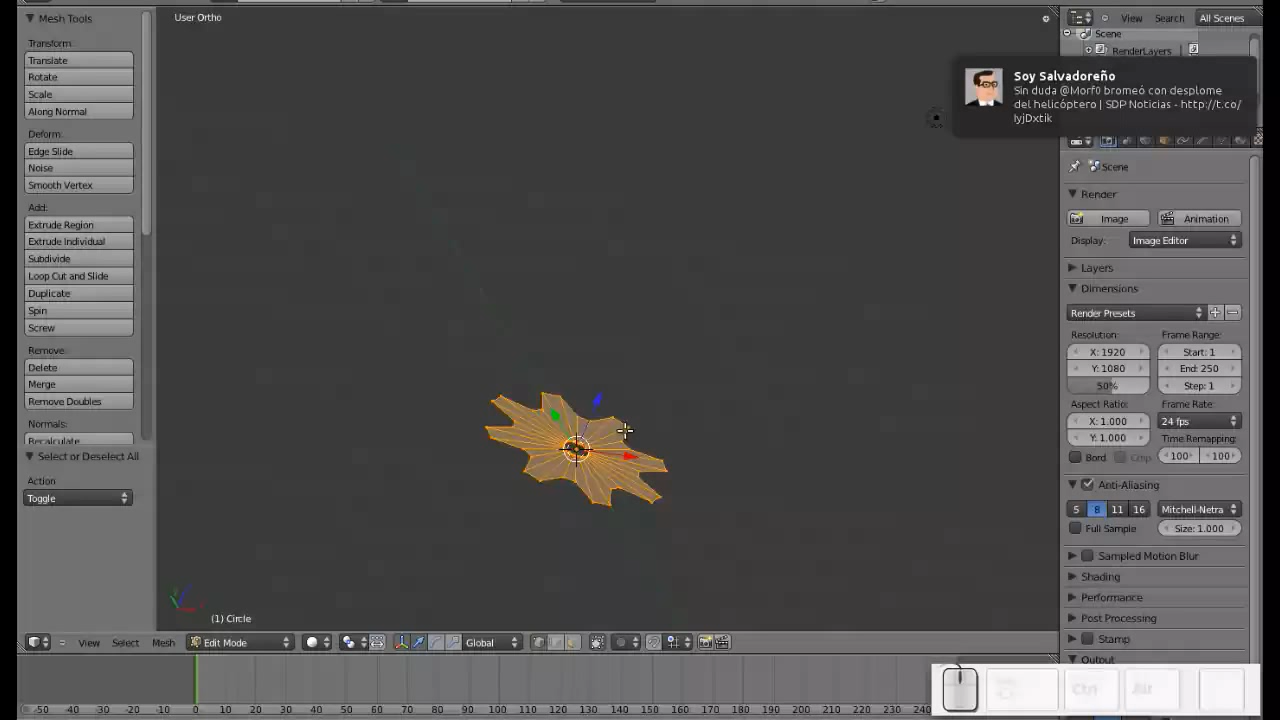 Mesh Tools
Transform:
Translate
Rotate
Scale
Along Normal
Deform:
Edge Slide
Noise
Smooth Vertex
Add:
Extrude Region
Extrude Individual
Subdivide
Loop Cut and Slide
Duplicate
Spin
Screw
Remove:
Delete
Merge
Remove Doubles
Normals:
Recalculate
Select or Deselect All
Action
Toggle
User Ortho
(1) Circle
View Select Mesh Edit Mode Global
-50 -40 -30 -20 -10 0 10 20 30 40 50 60 70 80 90 100 110 120 130 140 150 160 170 180 190 200 210 220 230 240
View Search All Scenes
Scene
RenderLayers
Soy Salvadoreño
Sin duda @Morf0 bromeó con desplome
del helicóptero | SDP Noticias - http://t.co/
IyjDxtik
Scene
Render
Image Animation
Display: Image Editor
Layers
Dimensions
Render Presets
Resolution: Frame Range:
X: 1920 Start: 1
Y: 1080 End: 250
50% Step: 1
Aspect Ratio: Frame Rate:
X: 1.000 24 fps
Y: 1.000 Time Remapping:
Bord Crop 100 100
Anti-Aliasing
5 8 11 16 Mitchell-Netra
Full Sample Size: 1.000
Sampled Motion Blur
Shading
Performance
Post Processing
Stamp
Output
Ctrl Alt